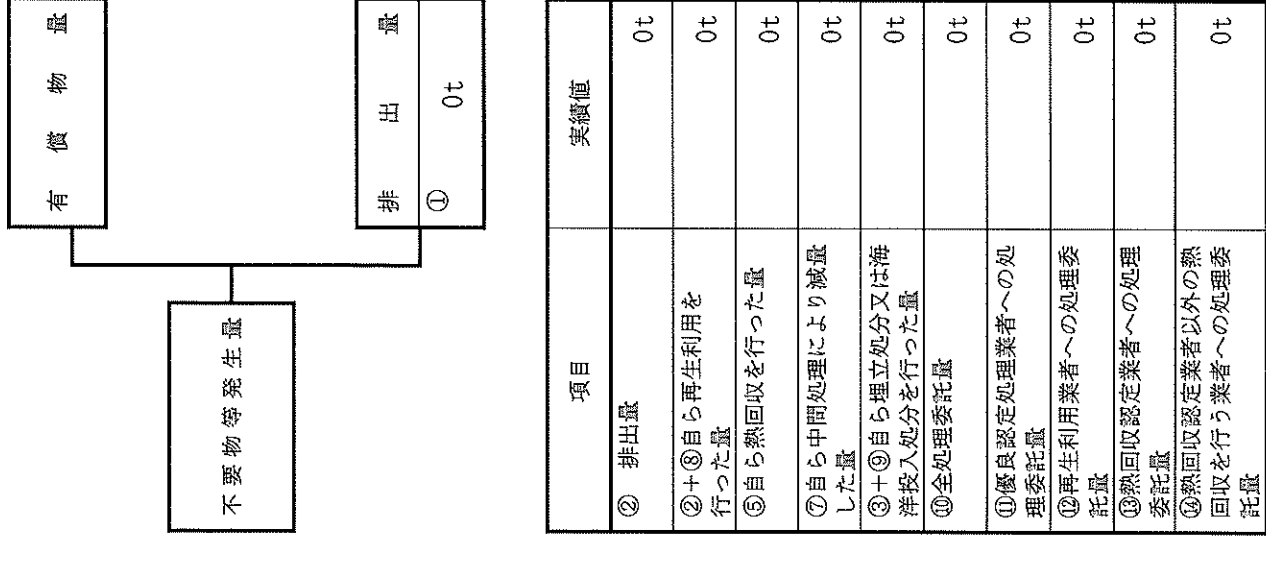 不要物等発生量
有償物量
排出量
① 0t
項目 実績値
② 排出量 0t
②+⑧自ら再生利用を
行った量 0t
⑤自ら熱回収を行った量 0t
⑦自ら中間処理により減量
した量 0t
③+⑨自ら埋立処分又は海
洋投入処分を行った量 0t
⑩全処理委託量 0t
⑪優良認定処理業者への処
理委託量 0t
⑫再生利用業者への処理委
託量 0t
⑬熱回収認定業者への処理
委託量 0t
⑭熱回収認定業者以外の熱
回収を行う業者への処理委
託量 0t